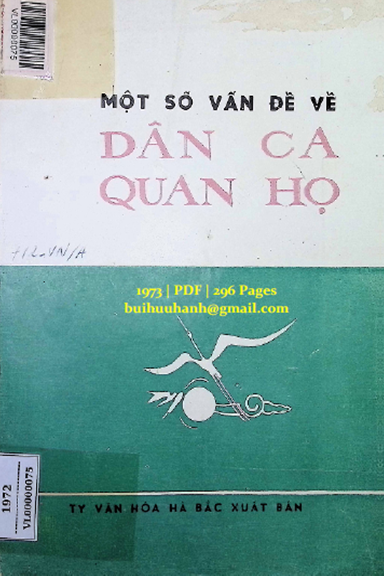 VL00000075
MỘT SỐ VẤN ĐỀ VỀ
DÂN CA
QUAN HỌ
1973 | PDF | 296 Pages
buihuuhanh@gmail.com
1972
VL00000075
TY VĂN HÓA HÀ BẮC XUẤT BẢN